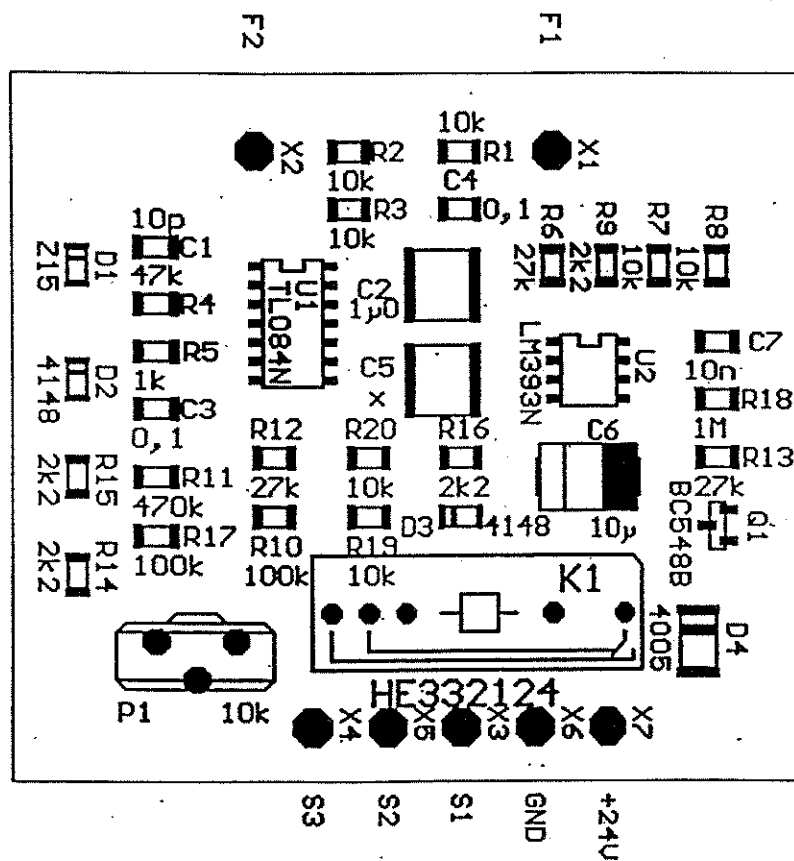 F2
F1
10k
X2
R2
R1
X1
10k
C4
R3
0,1
10k
10p
C1
47k
R4
Z15
D1
R6
27k
R9
2k2
R7
10k
R8
10k
U1
TL084N
C2
1µ0
R5
1k
C3
0,1
4148
D2
C5
x
LM393N
U2
C7
10n
R18
1M
R12
27k
R20
10k
R16
2k2
C6
10µ
R13
27k
2k2
R15
R11
470k
R17
100k
R10
100k
R19
10k
D3
4148
BC548B
Q1
2k2
R14
K1
4005
D4
P1
10k
HE332124
X4
X5
X3
X6
X7
S3
S2
S1
GND
+24V